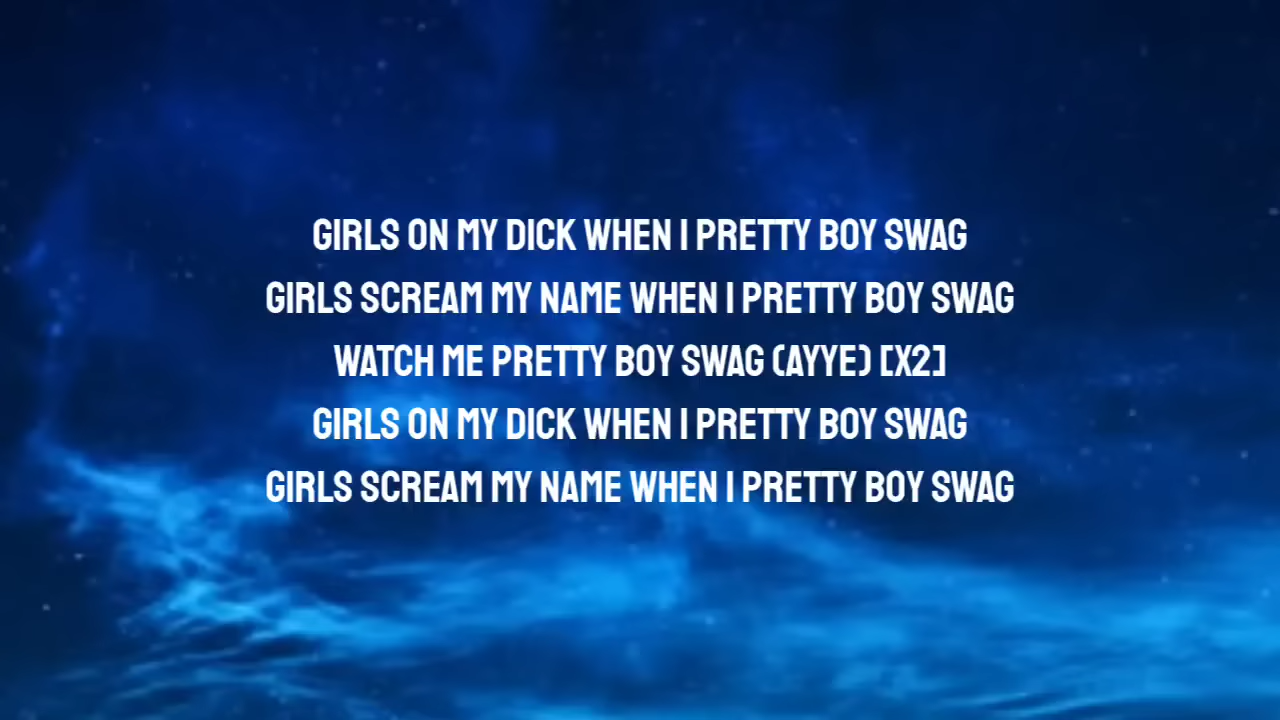 GIRLS ON MY DICK WHEN I PRETTY BOY SWAG
GIRLS SCREAM MY NAME WHEN I PRETTY BOY SWAG
WATCH ME PRETTY BOY SWAG (AYYE) [X2]
GIRLS ON MY DICK WHEN I PRETTY BOY SWAG
GIRLS SCREAM MY NAME WHEN I PRETTY BOY SWAG